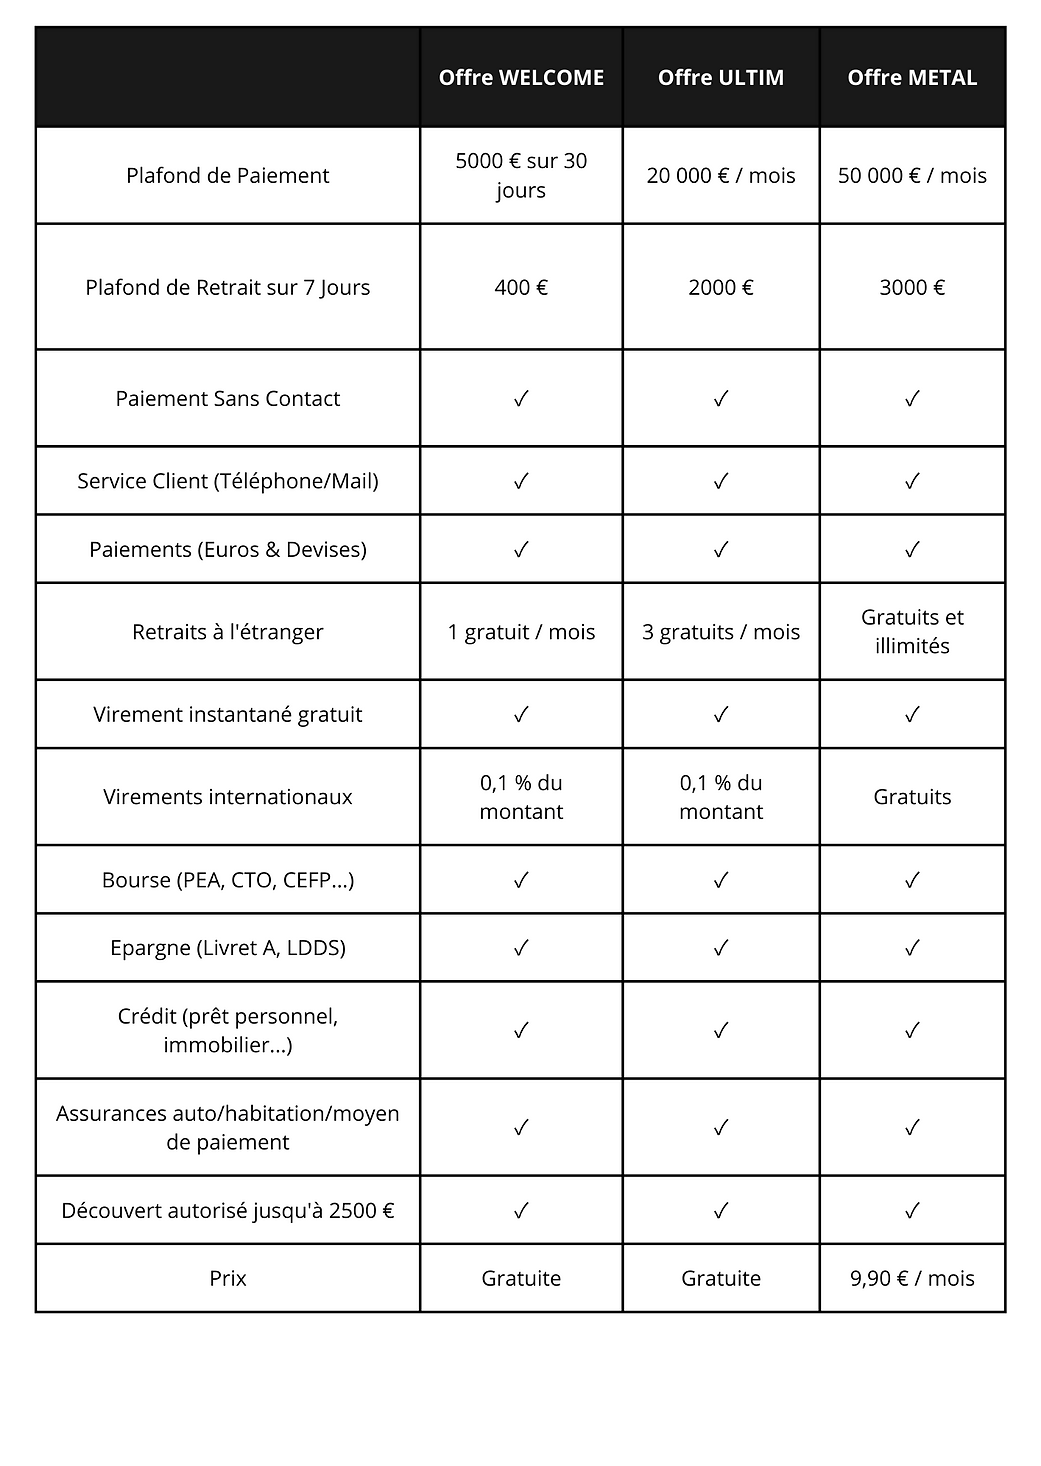 Offre WELCOME Offre ULTIM Offre METAL
Plafond de Paiement 5000 € sur 30 jours 20 000 € / mois 50 000 € / mois
Plafond de Retrait sur 7 Jours 400 € 2000 € 3000 €
Paiement Sans Contact ✓ ✓ ✓
Service Client (Téléphone/Mail) ✓ ✓ ✓
Paiements (Euros & Devises) ✓ ✓ ✓
Retraits à l'étranger 1 gratuit / mois 3 gratuits / mois Gratuits et illimités
Virement instantané gratuit ✓ ✓ ✓
Virements internationaux 0,1 % du montant 0,1 % du montant Gratuits
Bourse (PEA, CTO, CEFP...) ✓ ✓ ✓
Epargne (Livret A, LDDS) ✓ ✓ ✓
Crédit (prêt personnel, immobilier...) ✓ ✓ ✓
Assurances auto/habitation/moyen de paiement ✓ ✓ ✓
Découvert autorisé jusqu'à 2500 € ✓ ✓ ✓
Prix Gratuite Gratuite 9,90 € / mois